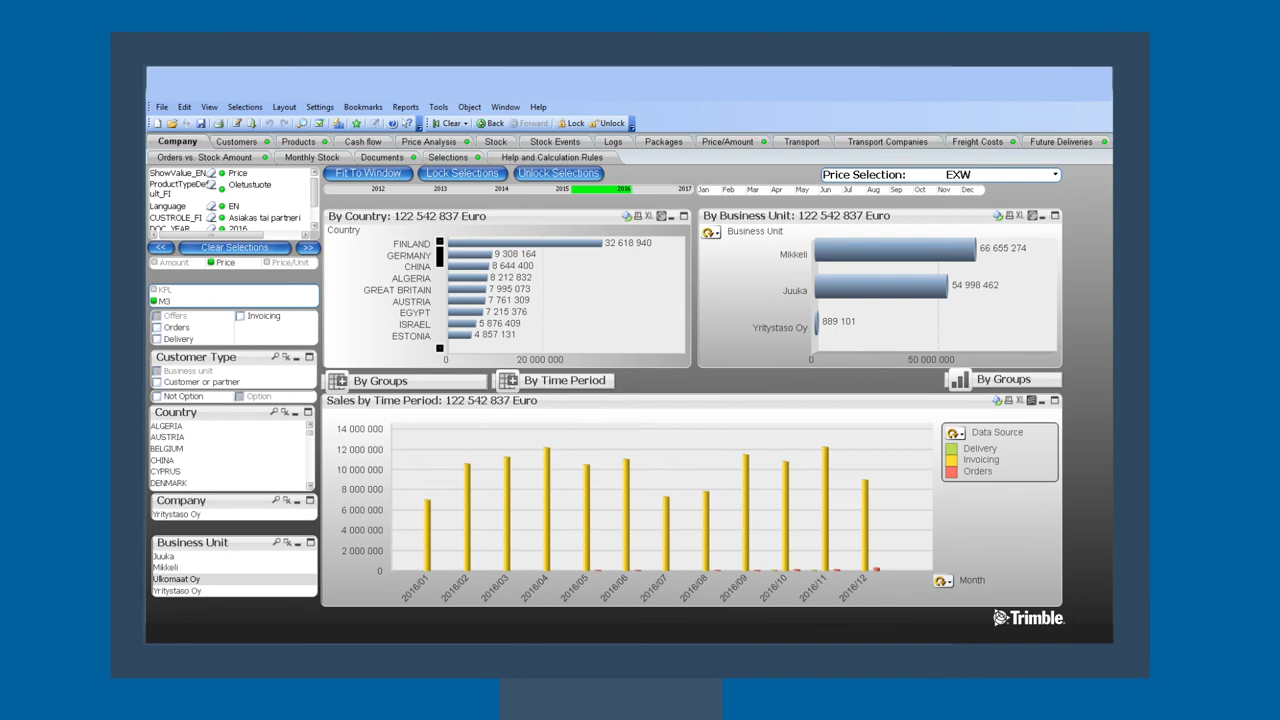 File Edit View Selections Layout Settings Bookmarks Reports Tools Object Window Help
Clear Back Forward Lock Unlock
Company Customers Products Cash flow Price Analysis Stock Stock Events Logs Packages Price/Amount Transport Transport Companies Freight Costs Future Deliveries
Orders vs. Stock Amount Monthly Stock Documents Selections Help and Calculation Rules
ShowValue_EN Price
ProductTypeDef
ult_FI
Oletustuote
Language EN
CUSTROLE_FI Asiakas tai partneri
DOC_YEAR 2016
<< Clear Selections >>
Amount Price Price/Unit
KPL
M3
Offers Invoicing
Orders
Delivery
Customer Type
Business unit
Customer or partner
Not Option Option
Country
ALGERIA
AUSTRIA
BELGIUM
CHINA
CYPRUS
DENMARK
Company
Yritystaso Oy
Business Unit
Juuka
Mikkeli
Ulkomaat Oy
Yritystaso Oy
Fit To Window Lock Selections Unlock Selections
Price Selection: EXW
2012 2013 2014 2015 2016 2017
Jan Feb Mar Apr May Jun Jul Aug Sep Oct Nov Dec
By Country: 122 542 837 Euro
XL
Country
FINLAND 32 618 940
GERMANY 9 308 164
CHINA 8 644 400
ALGERIA 8 212 832
GREAT BRITAIN 7 995 073
AUSTRIA 7 761 309
EGYPT 7 215 376
ISRAEL 5 876 409
ESTONIA 4 857 131
0 20 000 000
By Business Unit: 122 542 837 Euro
XL
Business Unit
Mikkeli 66 655 274
Juuka 54 998 462
Yritystaso Oy 889 101
0 50 000 000
By Groups By Time Period By Groups
Sales by Time Period: 122 542 837 Euro
XL
14 000 000
12 000 000
10 000 000
8 000 000
6 000 000
4 000 000
2 000 000
0
2016/01 2016/02 2016/03 2016/04 2016/05 2016/06 2016/07 2016/08 2016/09 2016/10 2016/11 2016/12
Data Source
Delivery
Invoicing
Orders
Month
Trimble